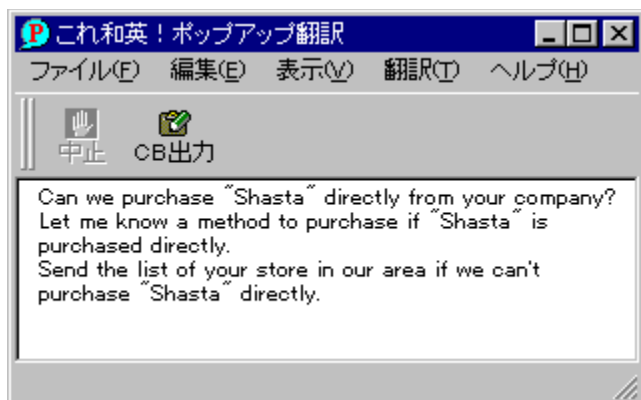 これ和英！ポップアップ翻訳
ファイル(F) 編集(E) 表示(V) 翻訳(T) ヘルプ(H)
中止 CB出力
Can we purchase "Shasta" directly from your company?
Let me know a method to purchase if "Shasta" is
purchased directly.
Send the list of your store in our area if we can't
purchase "Shasta" directly.